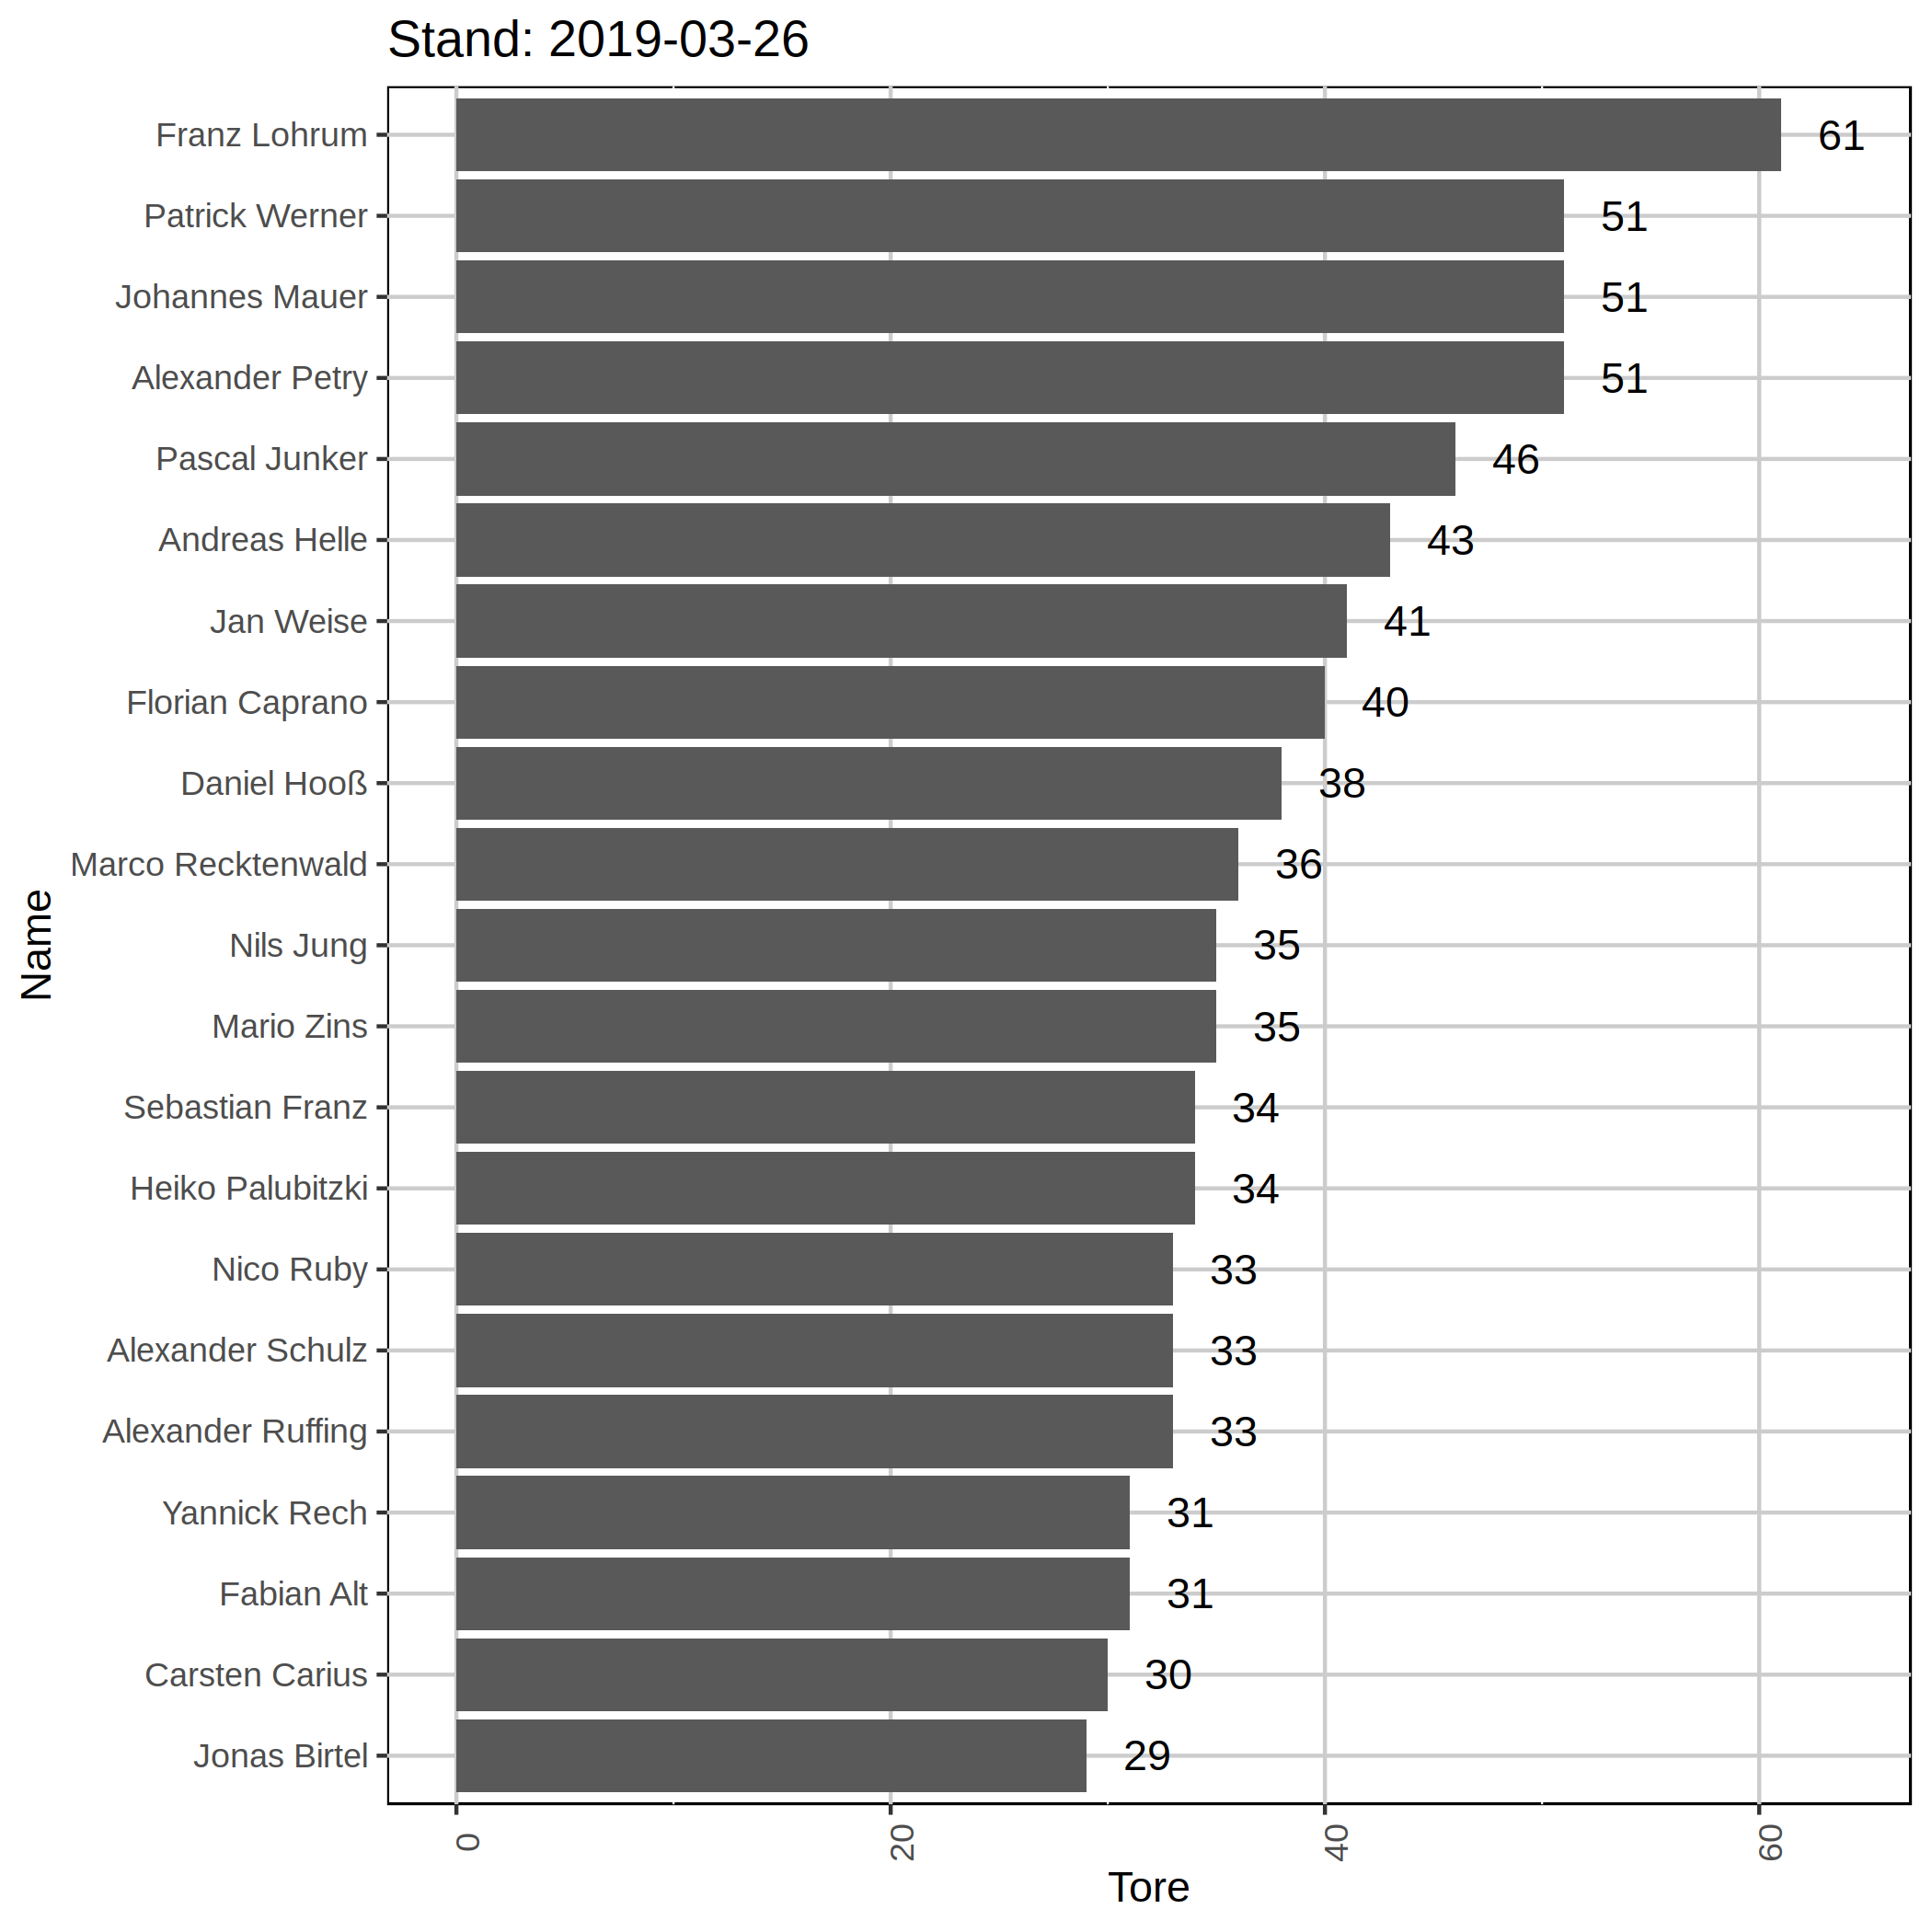 Stand: 2019-03-26
Franz Lohrum 61
Patrick Werner 51
Johannes Mauer 51
Alexander Petry 51
Pascal Junker 46
Andreas Helle 43
Jan Weise 41
Florian Caprano 40
Daniel Hooß 38
Marco Recktenwald 36
Nils Jung 35
Mario Zins 35
Sebastian Franz 34
Heiko Palubitzki 34
Nico Ruby 33
Alexander Schulz 33
Alexander Ruffing 33
Yannick Rech 31
Fabian Alt 31
Carsten Carius 30
Jonas Birtel 29
Name
0 20 40 60
Tore